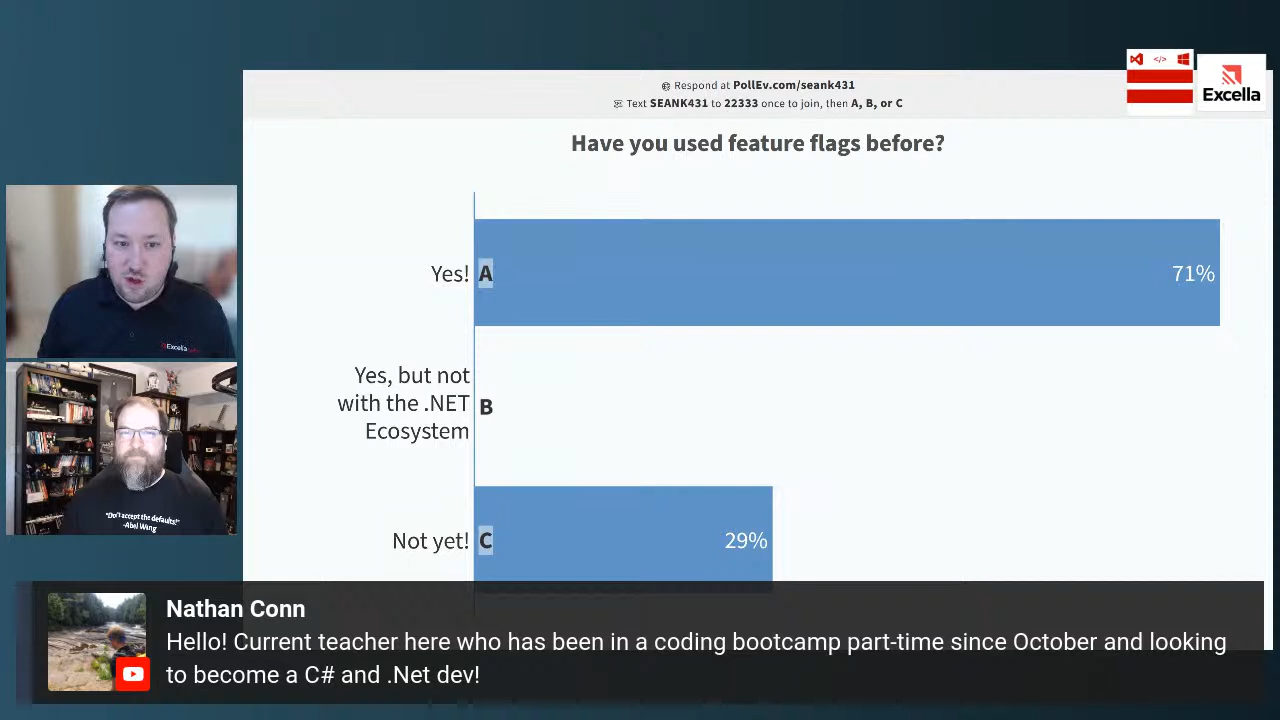 Respond at PollEv.com/seank431
Text SEANK431 to 22333 once to join, then A, B, or C
</>
Excella
Have you used feature flags before?
Yes! A 71%
Yes, but not
with the .NET B
Ecosystem
Not yet! C 29%
Excella
"Don't accept the defaults!"
-Abel Wang
Nathan Conn
Hello! Current teacher here who has been in a coding bootcamp part-time since October and looking
to become a C# and .Net dev!